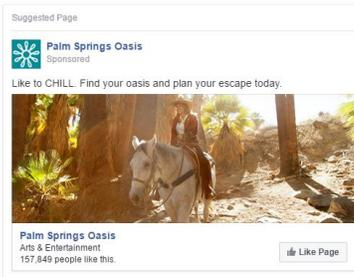 Suggested Page
Palm Springs Oasis
Sponsored
Like to CHILL. Find your oasis and plan your escape today.
Palm Springs Oasis
Arts & Entertainment
157,849 people like this.
Like Page